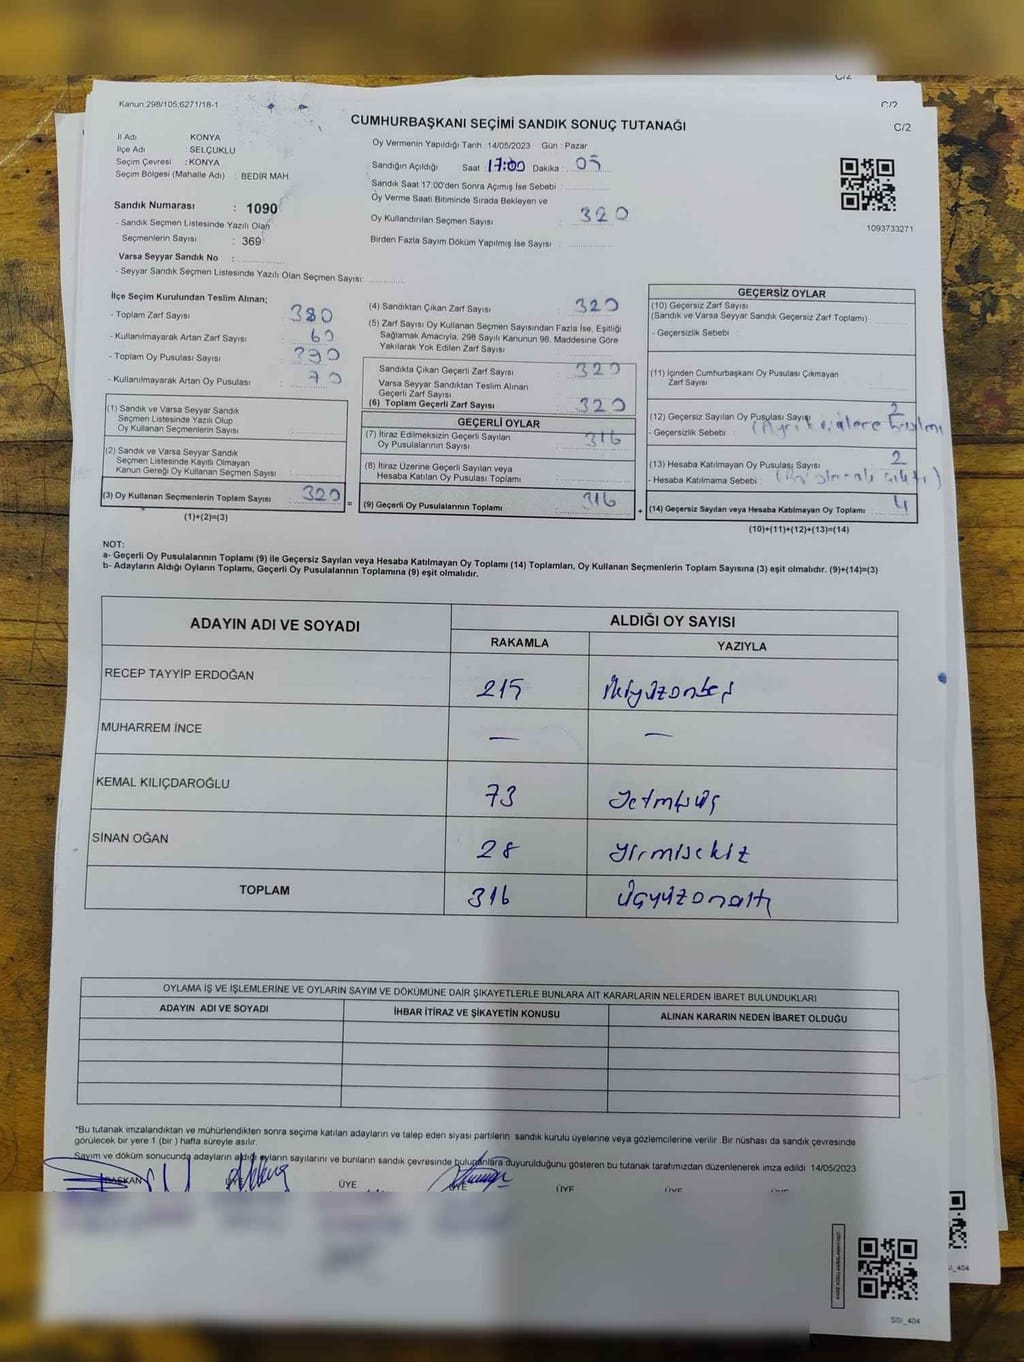 C/2
C/2
Kanun:298/105,6271/18-1
C/2
CUMHURBAŞKANI SEÇİMİ SANDIK SONUÇ TUTANAĞI
İl Adı : KONYA
İlçe Adı : SELÇUKLU
Seçim Çevresi : KONYA
Seçim Bölgesi (Mahalle Adı) : BEDİR MAH.
Sandık Numarası : 1090
- Sandık Seçmen Listesinde Yazılı Olan
Seçmenlerin Sayısı : 369
Varsa Seyyar Sandık No :
- Seyyar Sandık Seçmen Listesinde Yazılı Olan Seçmen Sayısı:
Oy Vermenin Yapıldığı Tarih :14/05/2023 Gün : Pazar
Sandığın Açıldığı Saat 17:00 Dakika : 05
Sandık Saat 17:00'den Sonra Açımış İse Sebebi :
Oy Verme Saati Bitiminde Sırada Bekleyen ve
Oy Kullandırılan Seçmen Sayısı : 320
Birden Fazla Sayım Döküm Yapılmış İse Sayısı :
1093733271
İlçe Seçim Kurulundan Teslim Alınan;
- Toplam Zarf Sayısı : 380
- Kullanılmayarak Artan Zarf Sayısı : 60
- Toplam Oy Pusulası Sayısı : 390
- Kullanılmayarak Artan Oy Pusulası : 70
(1) Sandık ve Varsa Seyyar Sandık
Seçmen Listesinde Yazılı Olup
Oy Kullanan Seçmenlerin Sayısı :
(2) Sandık ve Varsa Seyyar Sandık
Seçmen Listesinde Kayıtlı Olmayan
Kanun Gereği Oy Kullanan Seçmen Sayısı :
(3) Oy Kullanan Seçmenlerin Toplam Sayısı : 320
(1)+(2)=(3)
(4) Sandıktan Çıkan Zarf Sayısı : 320
(5) Zarf Sayısı Oy Kullanan Seçmen Sayısından Fazla İse, Eşitliği
Sağlamak Amacıyla, 298 Sayılı Kanunun 98. Maddesine Göre
Yakılarak Yok Edilen Zarf Sayısı :
Sandıkta Çıkan Geçerli Zarf Sayısı : 320
Varsa Seyyar Sandıktan Teslim Alınan
Geçerli Zarf Sayısı :
(6) Toplam Geçerli Zarf Sayısı : 320
GEÇERLİ OYLAR
(7) İtiraz Edilmeksizin Geçerli Sayılan
Oy Pusulasının Sayısı : 316
(8) İtiraz Üzerine Geçerli Sayılan veya
Hesaba Katılan Oy Pusulası Toplamı :
= (9) Geçerli Oy Pusulalarının Toplamı : 316 +
GEÇERSİZ OYLAR
(10) Geçersiz Zarf Sayısı
(Sandık ve Varsa Seyyar Sandık Geçersiz Zarf Toplamı) :
- Geçersizlik Sebebi :
(11) İçinden Cumhurbaşkanı Oy Pusulası Çıkmayan
Zarf Sayısı :
(12) Geçersiz Sayılan Oy Pusulası Sayısı : 2
- Geçersizlik Sebebi :
(13) Hesaba Katılmayan Oy Pusulası Sayısı : 2
- Hesaba Katılmama Sebebi :
(14) Geçersiz Sayılan veya Hesaba Katılmayan Oy Toplamı : 4
(10)+(11)+(12)+(13)=(14)
NOT:
a- Geçerli Oy Pusulalarının Toplamı (9) ile Geçersiz Sayılan veya Hesaba Katılmayan Oy Toplamı (14) Toplamları, Oy Kullanan Seçmenlerin Toplam Sayısına (3) eşit olmalıdır. (9)+(14)=(3)
b- Adayların Aldığı Oyların Toplamı, Geçerli Oy Pusulalarının Toplamına (9) eşit olmalıdır.
ADAYIN ADI VE SOYADI
ALDIĞI OY SAYISI
RAKAMLA YAZIYLA
RECEP TAYYİP ERDOĞAN 215 ikiyüzonbeş
MUHARREM İNCE — —
KEMAL KILIÇDAROĞLU 73 yetmişüç
SİNAN OĞAN 28 yirmisekiz
TOPLAM 316 üçyüzonaltı
OYLAMA İŞ VE İŞLEMLERİNE VE OYLARIN SAYIM VE DÖKÜMÜNE DAİR ŞİKAYETLERLE BUNLARA AİT KARARLARIN NELERDEN İBARET BULUNDUKLARI
ADAYIN ADI VE SOYADI İHBAR İTİRAZ VE ŞİKAYETİN KONUSU ALINAN KARARIN NEDEN İBARET OLDUĞU
*Bu tutanak imzalandıktan ve mühürlendikten sonra seçime katılan adayların ve talep eden siyasi partilerin sandık kurulu üyelerine veya gözlemcilerine verilir. Bir nüshası da sandık çevresinde
görülecek bir yere 1 (bir ) hafta süreyle asılır.
Sayım ve döküm sonucunda adayların aldığı oyların sayılarını ve bunların sandık çevresinde bulunanlara duyurulduğunu gösteren bu tutanak tarafımızdan düzenlenerek imza edildi. 14/05/2023
BAŞKAN ÜYE ÜYE ÜYE ÜYE ÜYE ÜYE
SSI_404